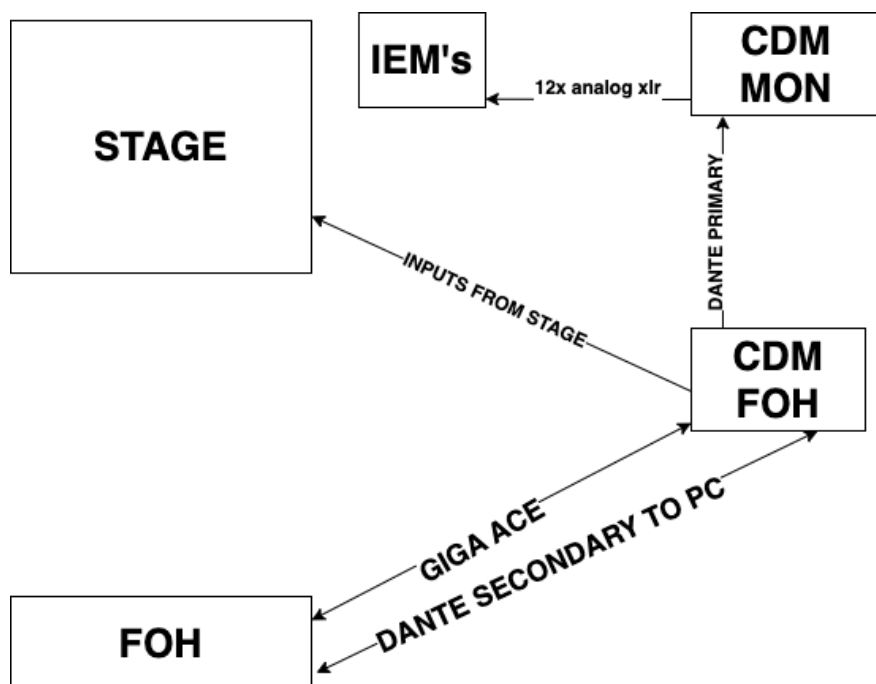 IEM's
CDM
MON
12x analog xlr
STAGE
DANTE PRIMARY
INPUTS FROM STAGE
CDM
FOH
GIGA ACE
DANTE SECONDARY TO PC
FOH